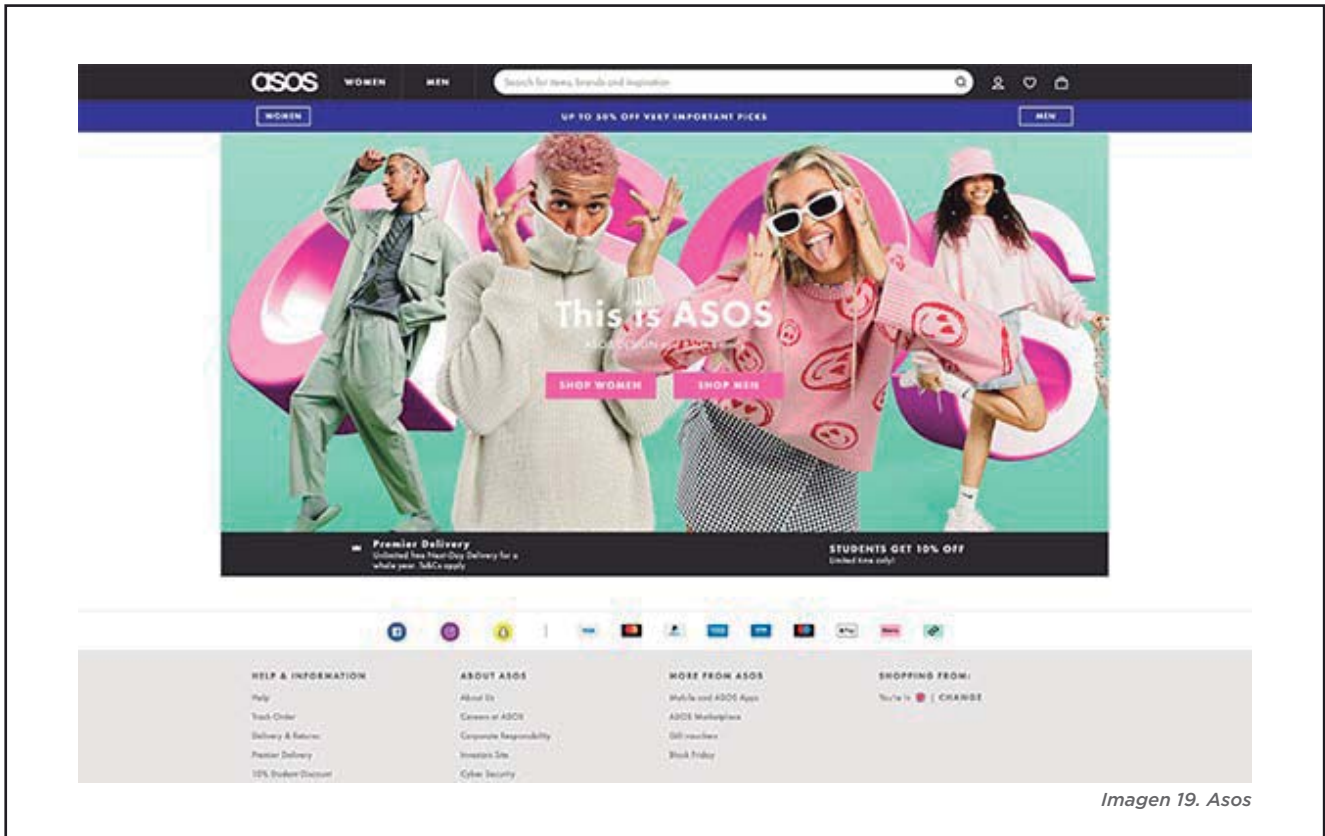 asos WOMEN MEN Search for items, brands and inspiration
WOMEN UP TO 50% OFF VERY IMPORTANT PICKS MEN
This is ASOS
ASOS DESIGN
SHOP WOMEN SHOP MEN
Premier Delivery
Unlimited free Next-Day Delivery for a
whole year. Ts&Cs apply
STUDENTS GET 10% OFF
Limited time only!
HELP & INFORMATION
Help
Track Order
Delivery & Returns
Premier Delivery
10% Student Discount
ABOUT ASOS
About Us
Careers at ASOS
Corporate Responsibility
Investors Site
Cyber Security
MORE FROM ASOS
Mobile and ASOS Apps
ASOS Marketplace
Gift vouchers
Black Friday
SHOPPING FROM:
You're in | CHANGE
Imagen 19. Asos